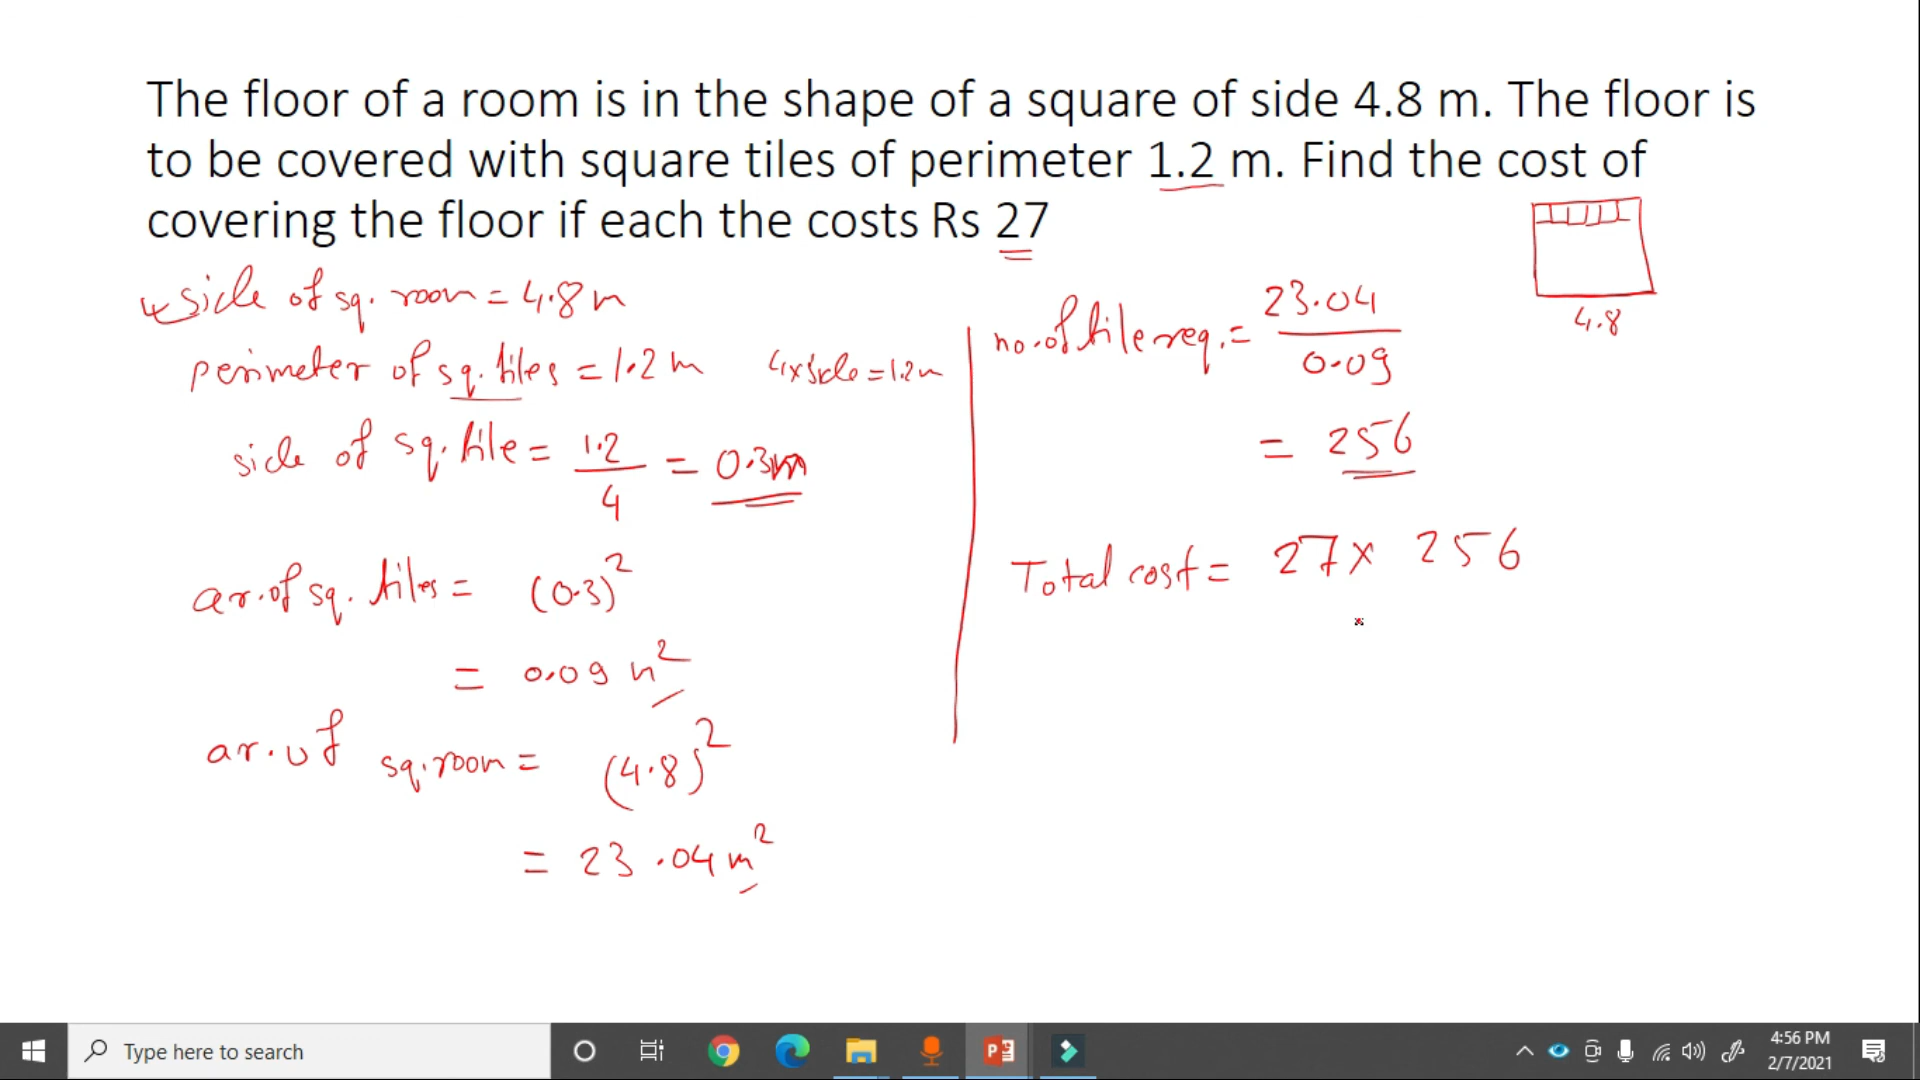 The floor of a room is in the shape of a square of side 4.8 m. The floor is
to be covered with square tiles of perimeter 1.2 m. Find the cost of
covering the floor if each the costs Rs 27
side of sq. room = 4.8 m
perimeter of sq. tiles = 1.2 m 4 x side = 1.2 m
side of sq. tile = 1.2 / 4 = 0.3 m
ar. of sq. tiles = (0.3)²
= 0.09 m²
ar. of sq. room = (4.8)²
= 23.04 m²
no. of tile req. = 23.04 / 0.09
= 256
Total cost = 27 x 256
4.8
Type here to search
4:56 PM
2/7/2021